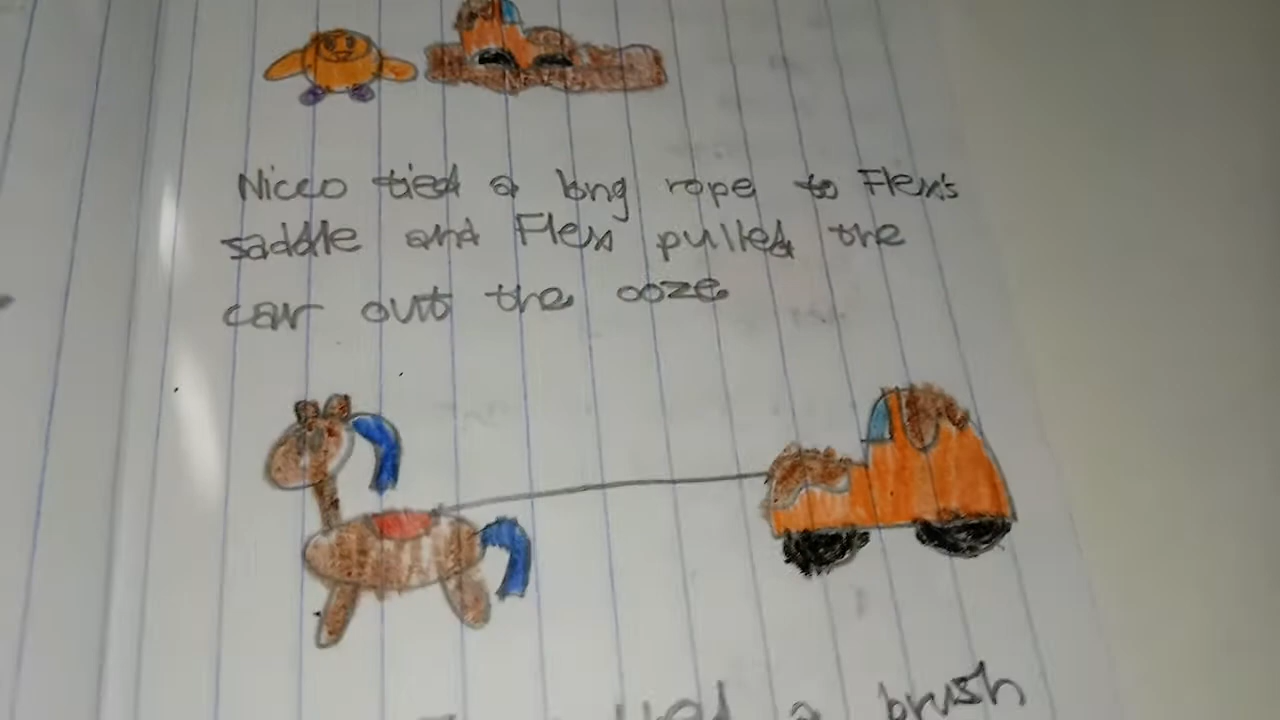 Nicco tied a long rope to Flex's
saddle and Flex pulled the
car out the ooze
a brush